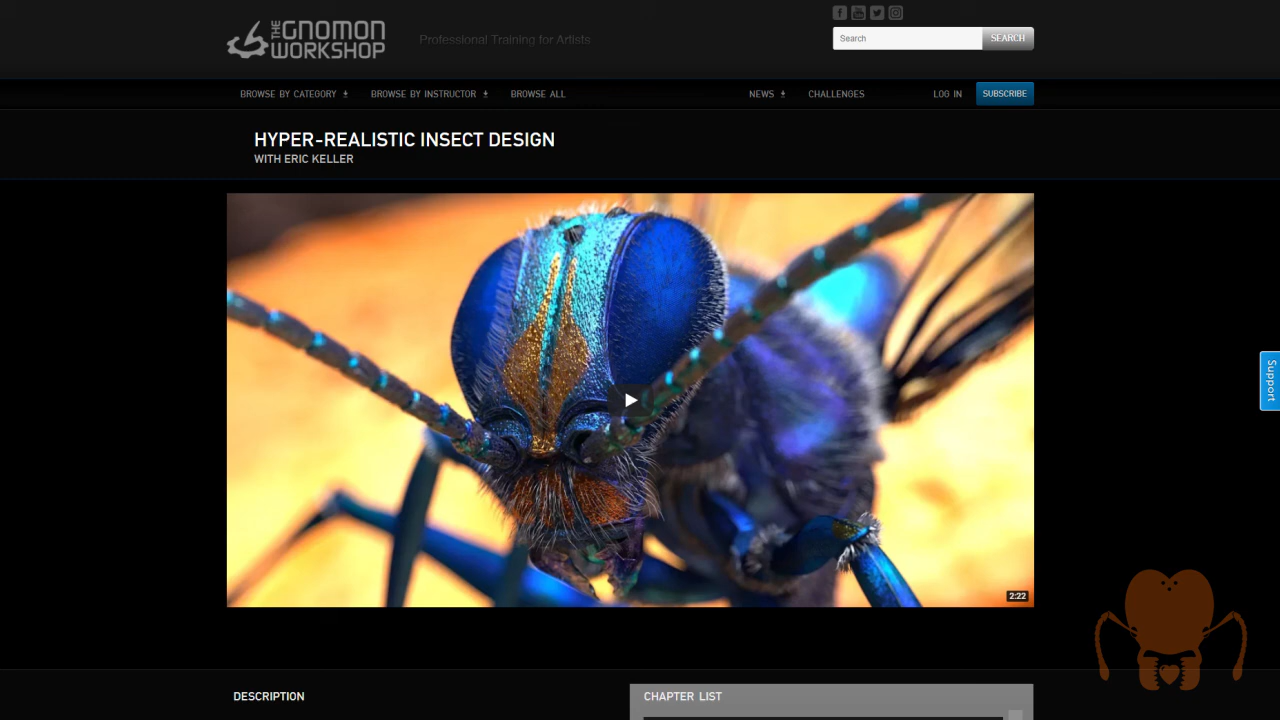 THE GNOMON WORKSHOP
Professional Training for Artists
Search
SEARCH
BROWSE BY CATEGORY
BROWSE BY INSTRUCTOR
BROWSE ALL
NEWS
CHALLENGES
LOG IN
SUBSCRIBE
HYPER-REALISTIC INSECT DESIGN
WITH ERIC KELLER
Support
2:22
DESCRIPTION
CHAPTER LIST